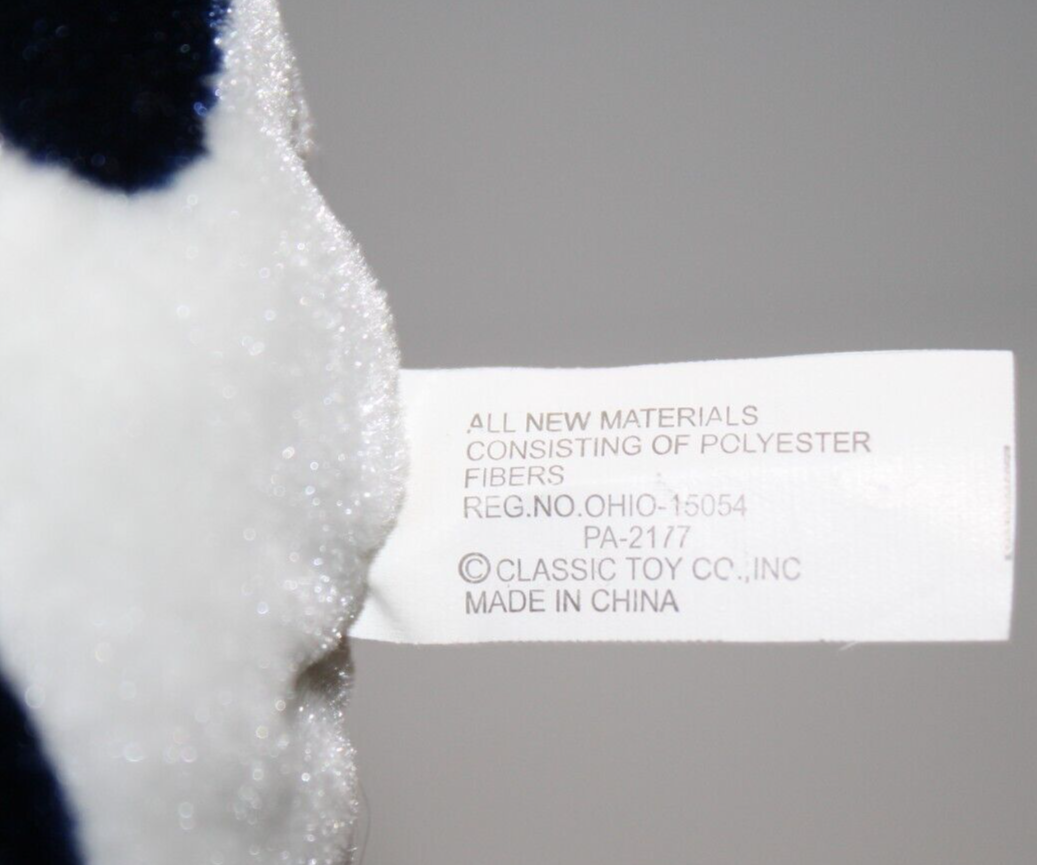 ALL NEW MATERIALS
CONSISTING OF POLYESTER
FIBERS
REG.NO.OHIO-15054
PA-2177
©CLASSIC TOY CO.,INC
MADE IN CHINA